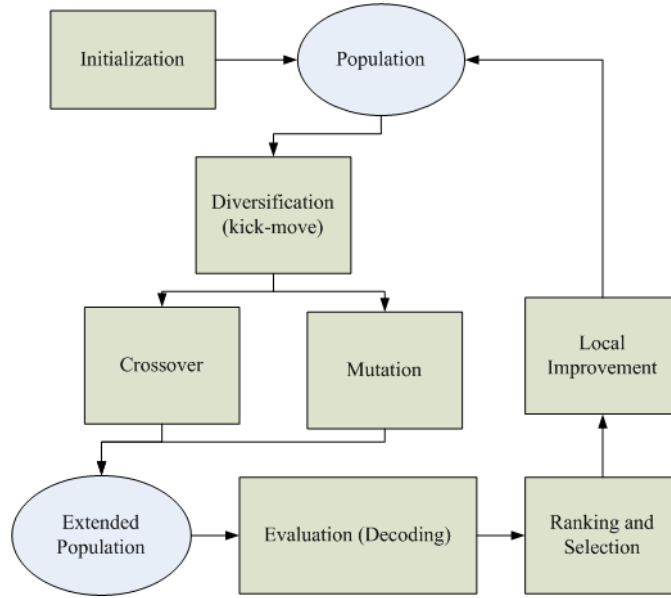 Initialization
Population
Diversification
(kick-move)
Crossover
Mutation
Local
Improvement
Extended
Population
Evaluation (Decoding)
Ranking and
Selection